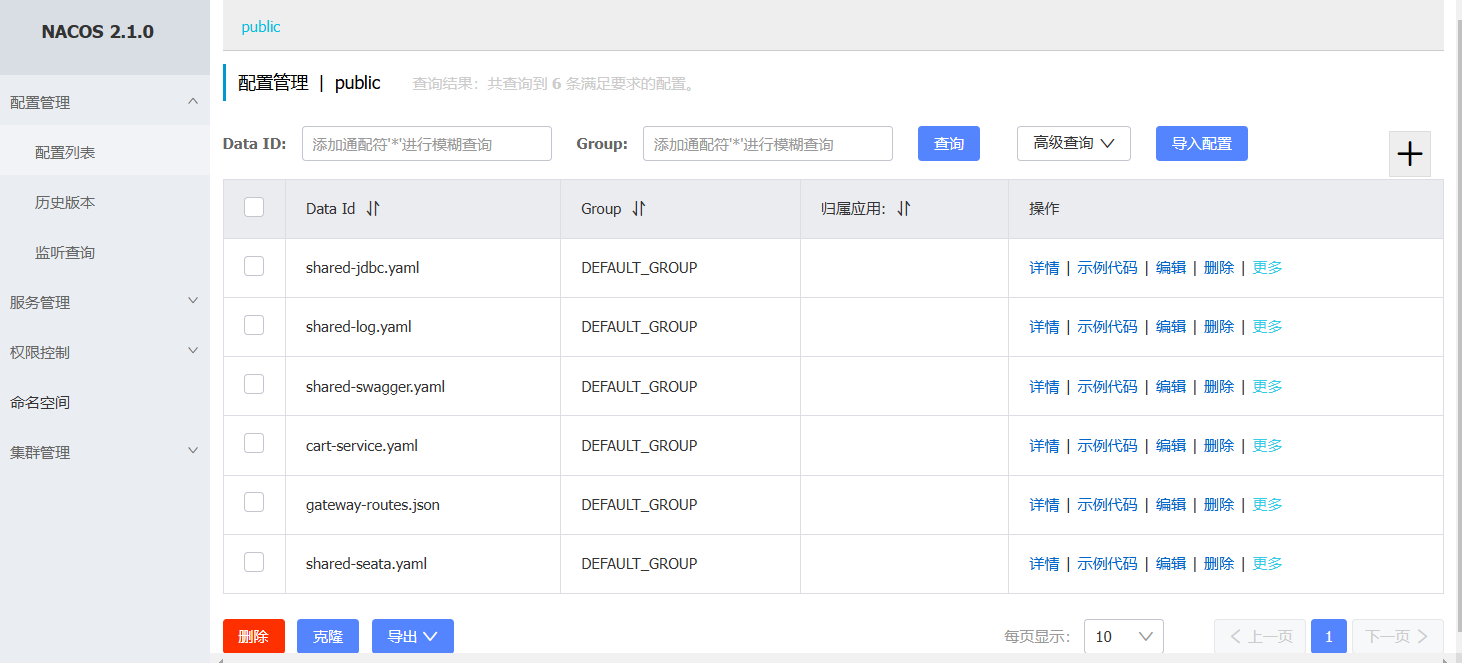 NACOS 2.1.0
配置管理
配置列表
历史版本
监听查询
服务管理
权限控制
命名空间
集群管理
public
配置管理 | public 查询结果：共查询到 6 条满足要求的配置。
Data ID: 添加通配符'*'进行模糊查询 Group: 添加通配符'*'进行模糊查询 查询 高级查询 导入配置
Data Id Group 归属应用: 操作
shared-jdbc.yaml DEFAULT_GROUP 详情 | 示例代码 | 编辑 | 删除 | 更多
shared-log.yaml DEFAULT_GROUP 详情 | 示例代码 | 编辑 | 删除 | 更多
shared-swagger.yaml DEFAULT_GROUP 详情 | 示例代码 | 编辑 | 删除 | 更多
cart-service.yaml DEFAULT_GROUP 详情 | 示例代码 | 编辑 | 删除 | 更多
gateway-routes.json DEFAULT_GROUP 详情 | 示例代码 | 编辑 | 删除 | 更多
shared-seata.yaml DEFAULT_GROUP 详情 | 示例代码 | 编辑 | 删除 | 更多
删除 克隆 导出 每页显示: 10 上一页 1 下一页